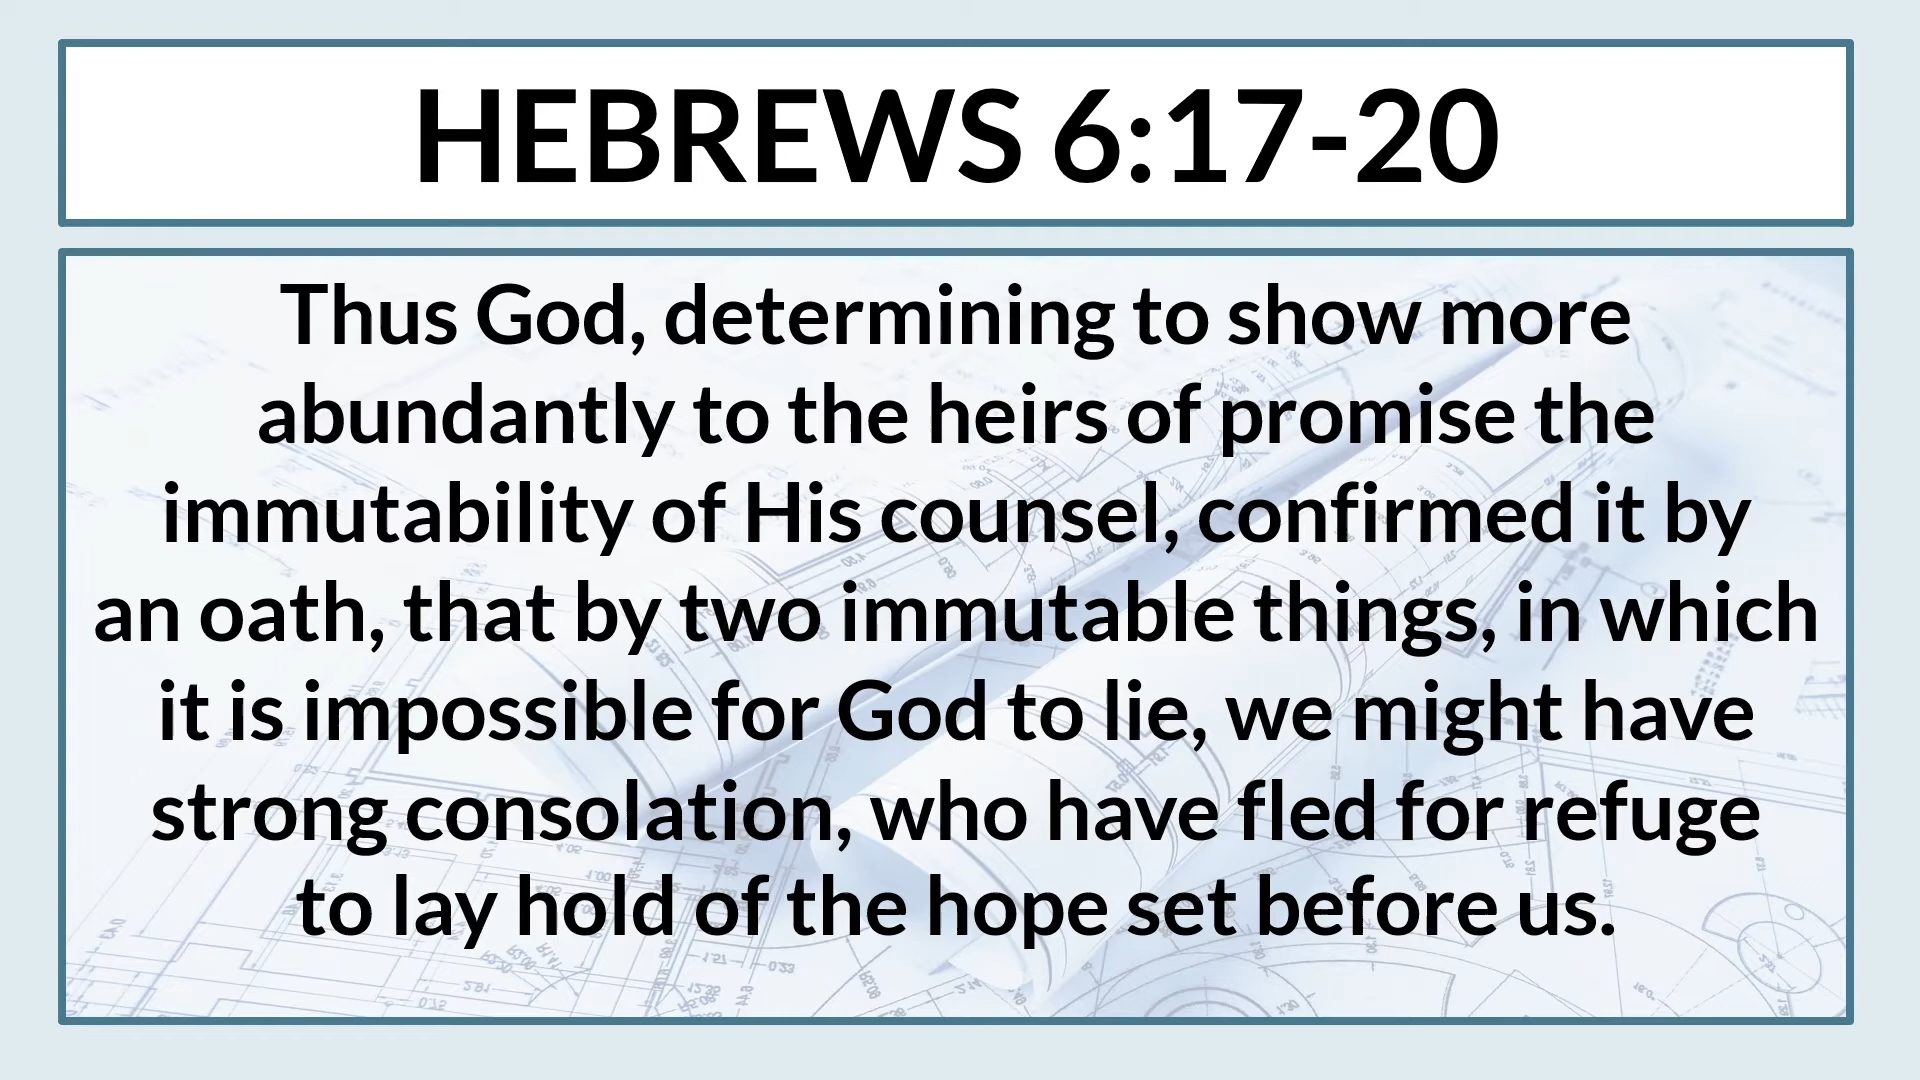 HEBREWS 6:17-20
Thus God, determining to show more
abundantly to the heirs of promise the
immutability of His counsel, confirmed it by
an oath, that by two immutable things, in which
it is impossible for God to lie, we might have
strong consolation, who have fled for refuge
to lay hold of the hope set before us.